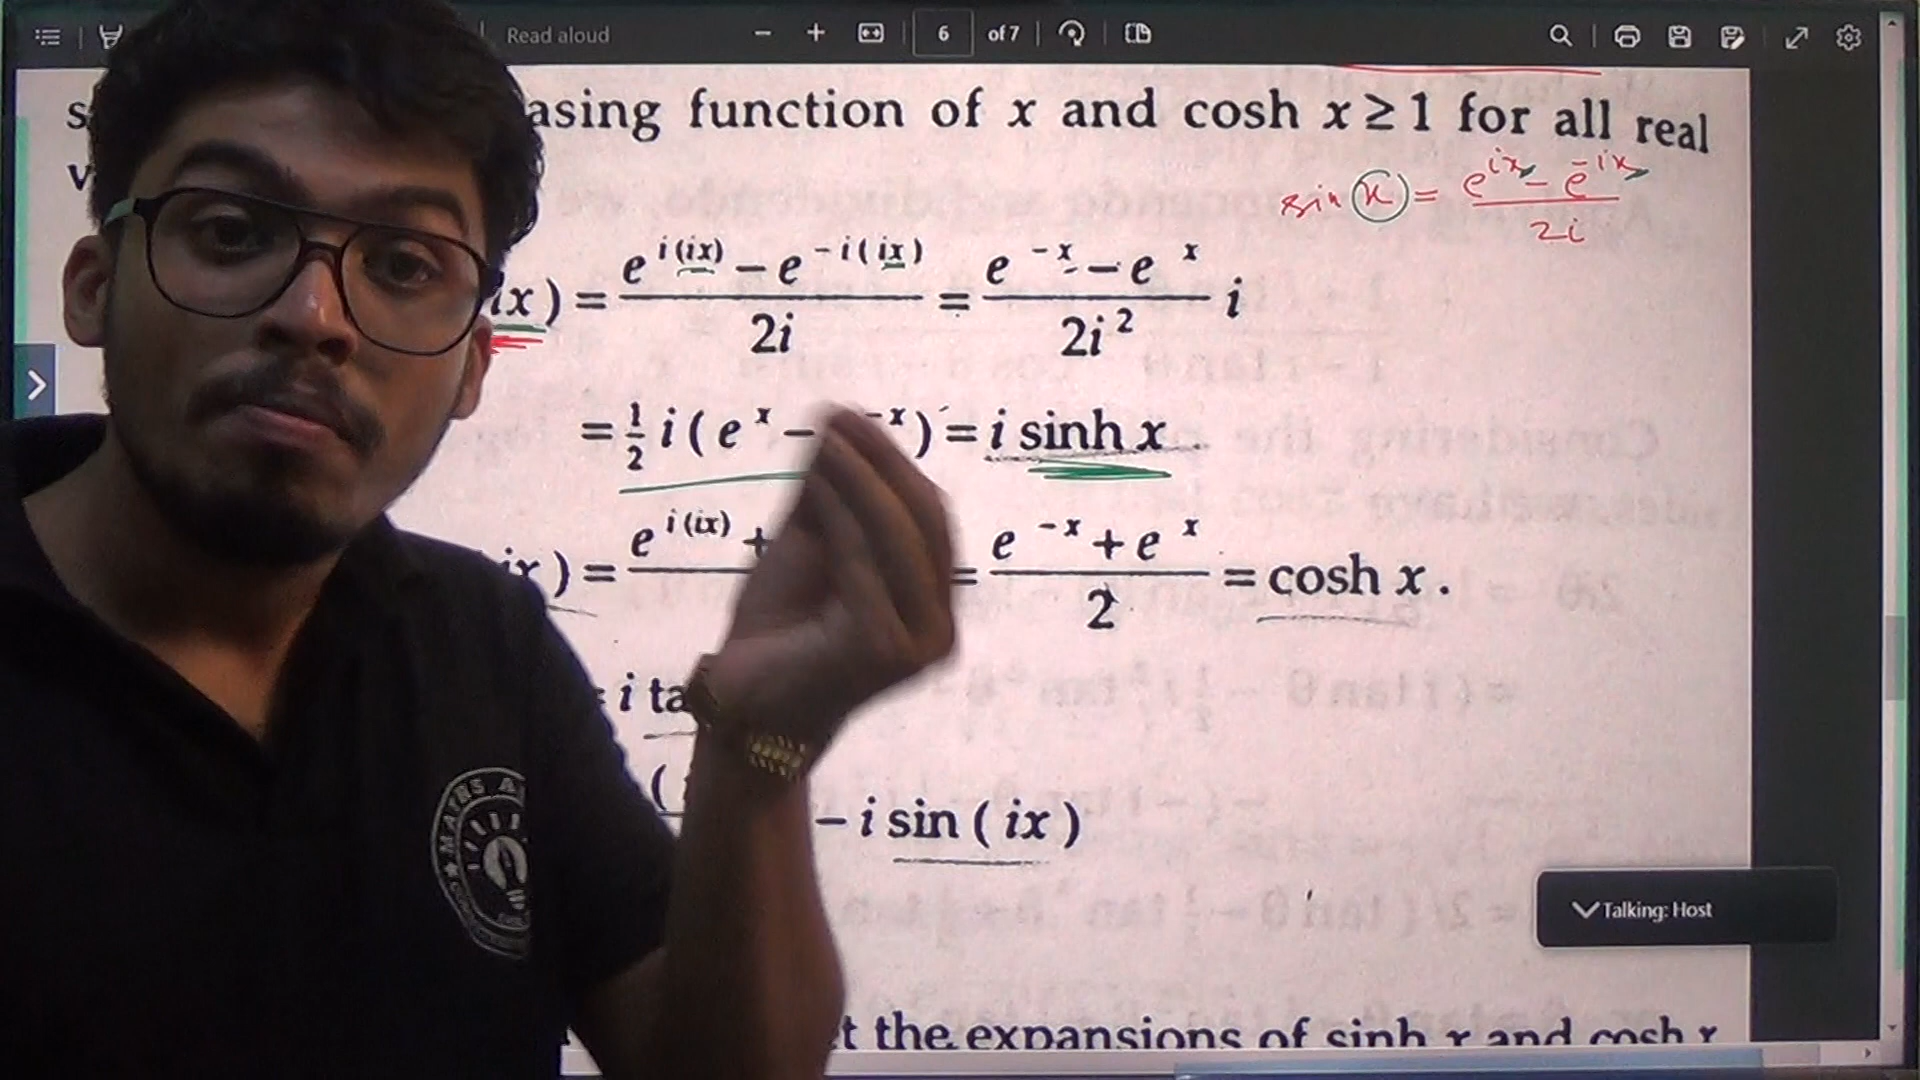 Read aloud
6 of 7
asing function of x and cosh x ≥ 1 for all real
sin (x) = e^{ix} - e^{-ix} / 2i
ix ) = e^{i(ix)} - e^{-i(ix)} / 2i = e^{-x} - e^{x} / 2i² i
= ½ i ( e^{x} - ^{-x} ) = i sinh x
ix ) = e^{i(ix)} + = e^{-x} + e^{x} / 2 = cosh x .
= i ta
( - i sin ( ix )
Talking: Host
MATHS A
t the expansions of sinh x and cosh x